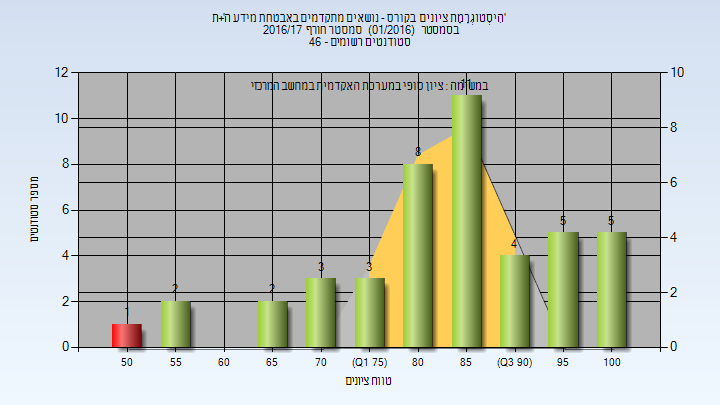 היסטוגרמת ציונים בקורס - נושאים מתקדמים באבטחת מידע ה+ת'
בסמסטר (01/2016) סמסטר חורף 2016/17
סטודנטים רשומים - 46
במשימה : ציון סופי במערכת האקדמית במחשב המרכזי
מספר סטודנטים
12 10 8 6 4 2 0
10 8 6 4 2 0
1 2 2 3 3 8 11 4 5 5
50 55 60 65 70 (Q1 75) 80 85 (Q3 90) 95 100
טווח ציונים